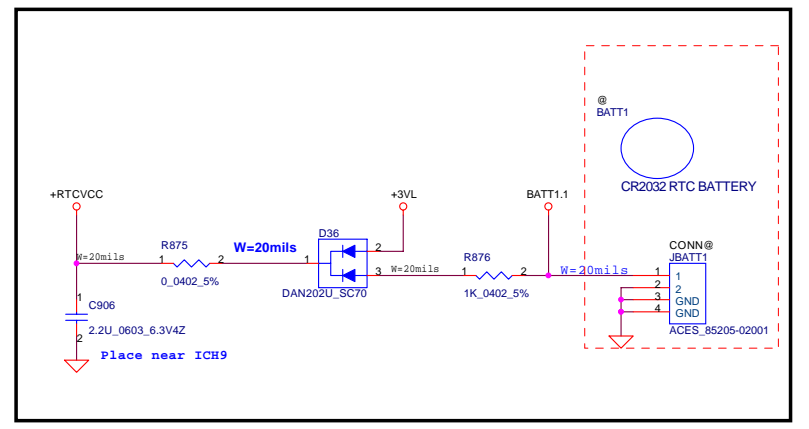 @
BATT1
CR2032 RTC BATTERY
+RTCVCC
+3VL
BATT1.1
D36
R875
W=20mils
R876
CONN@
JBATT1
W=20mils
1
2
1
2
3
W=20mils
1
2
W=20mils
1
1
2
2
3
GND
4
GND
0_0402_5%
DAN202U_SC70
1K_0402_5%
ACES_85205-02001
1
C906
2.2U_0603_6.3V4Z
2
Place near ICH9